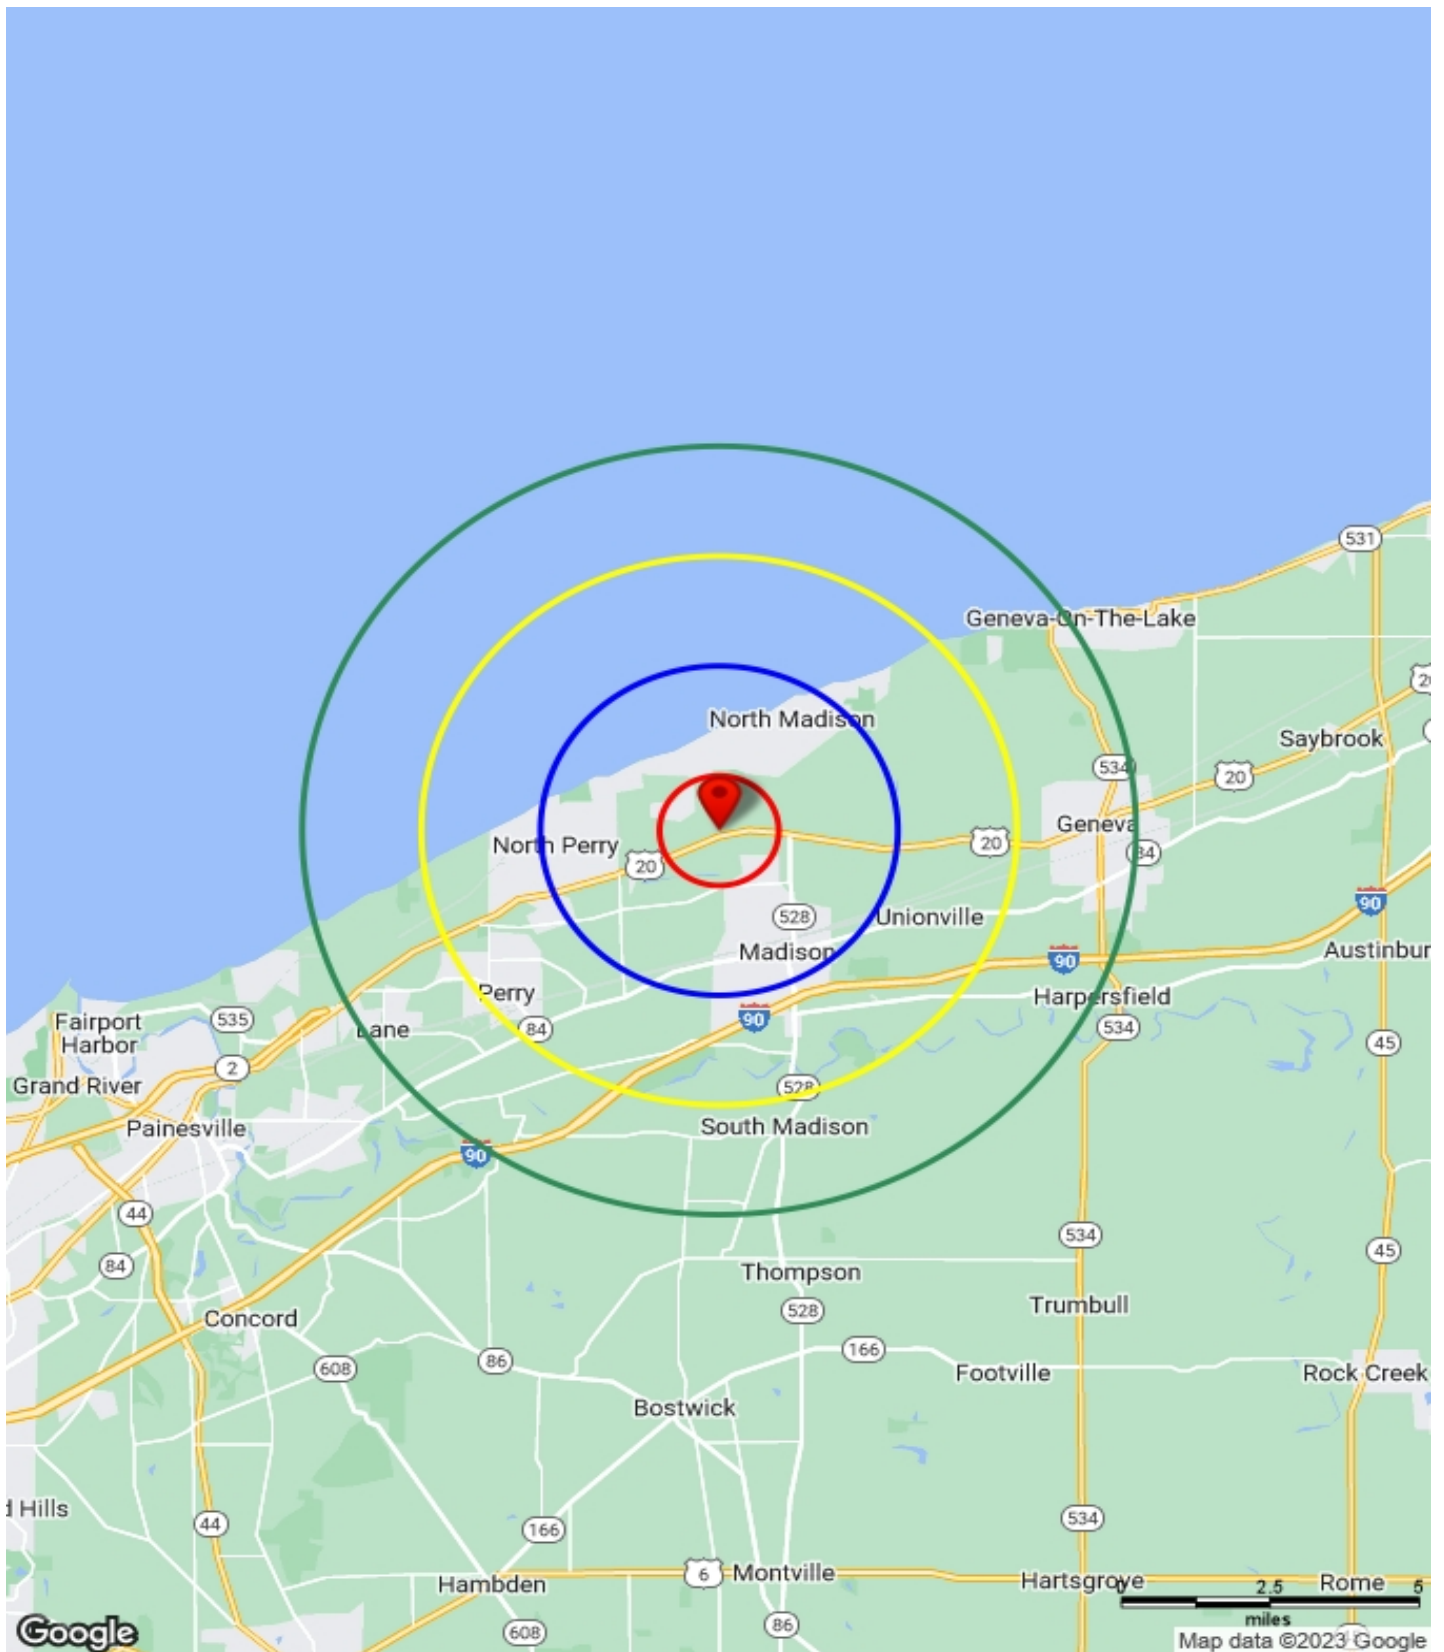 531
Geneva-On-The-Lake
20
North Madison
Saybrook
534
20
Geneva
North Perry
20
84
20
90
528
Unionville
Madison
90
Austinbur
Perry
Harpersfield
Fairport
Harbor
535
Lane
84
90
534
45
2
Grand River
528
Painesville
South Madison
90
44
534
45
84
Thompson
Concord
528
Trumbull
166
608
86
Footville
Rock Creek
Bostwick
d Hills
44
166
534
6
Montville
Hambden
Hartsgrove
Rome
0 2.5 5
miles
Google
608
86
Map data ©2023 Google